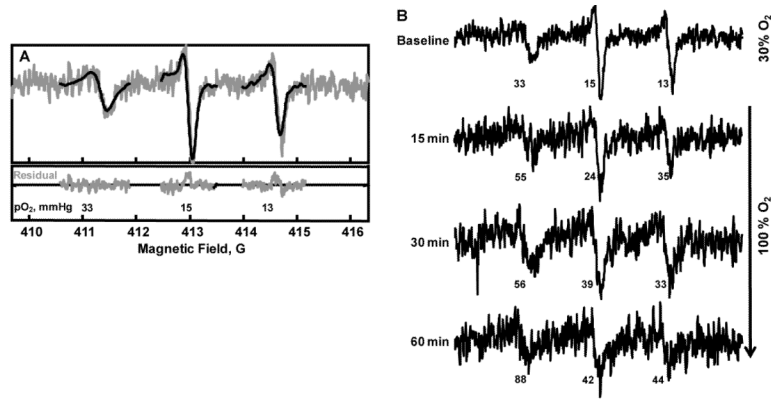 A
Residual
pO2, mmHg 33 15 13
410 411 412 413 414 415 416
Magnetic Field, G
B
Baseline
33 15 13
30% O2
15 min
55 24 35
30 min
56 39 33
60 min
88 42 44
100 % O2